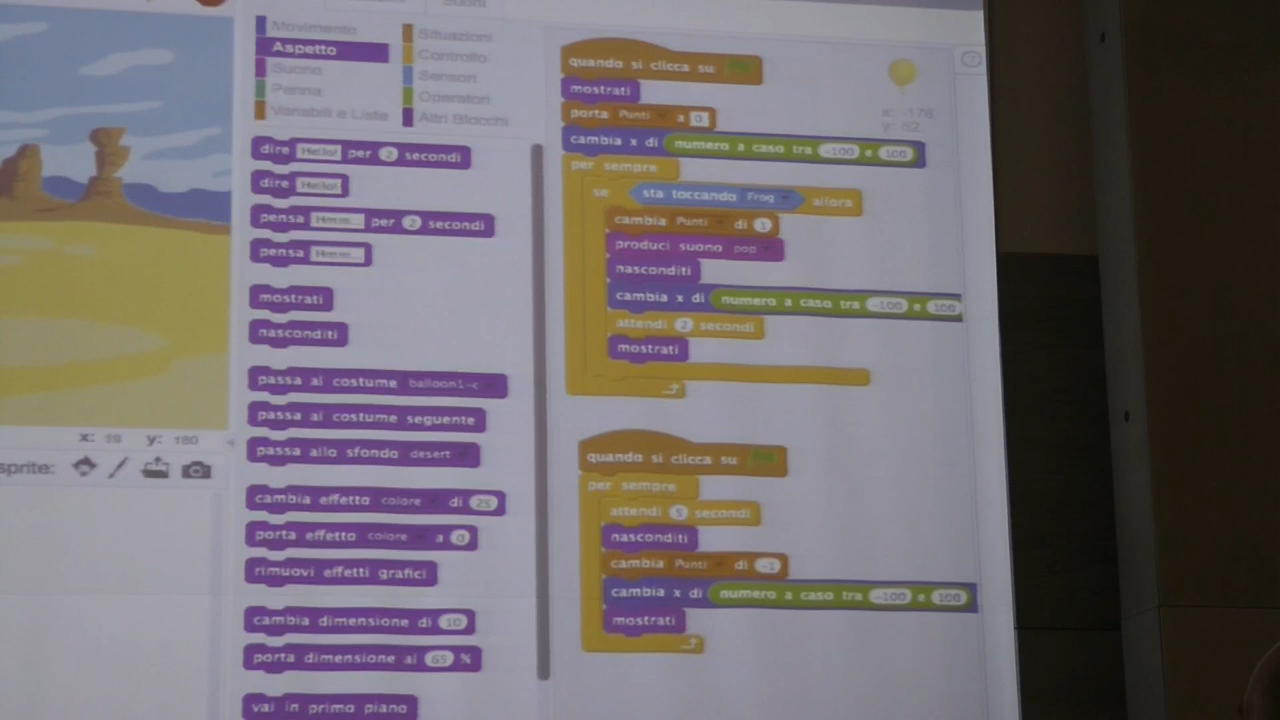 Suoni
Movimento
Situazioni
Aspetto
Controllo
Suono
Sensori
Penna
Operatori
Variabili e Liste
Altri Blocchi
dire Hello! per 2 secondi
dire Hello!
pensa Hmm... per 2 secondi
pensa Hmm...
mostrati
nasconditi
passa al costume balloon1-c
passa al costume seguente
passa allo sfondo desert
cambia effetto colore di 25
porta effetto colore a 0
rimuovi effetti grafici
cambia dimensione di 10
porta dimensione al 65 %
vai in primo piano
x: y: 180
sprite:
quando si clicca su
mostrati
porta Punti a 0
cambia x di numero a caso tra -100 e 100
per sempre
se sta toccando Frog allora
cambia Punti di 1
produci suono pop
nasconditi
cambia x di numero a caso tra -100 e 100
attendi 2 secondi
mostrati
quando si clicca su
per sempre
attendi 5 secondi
nasconditi
cambia Punti di -1
cambia x di numero a caso tra -100 e 100
mostrati
x: -176
y: 52
?